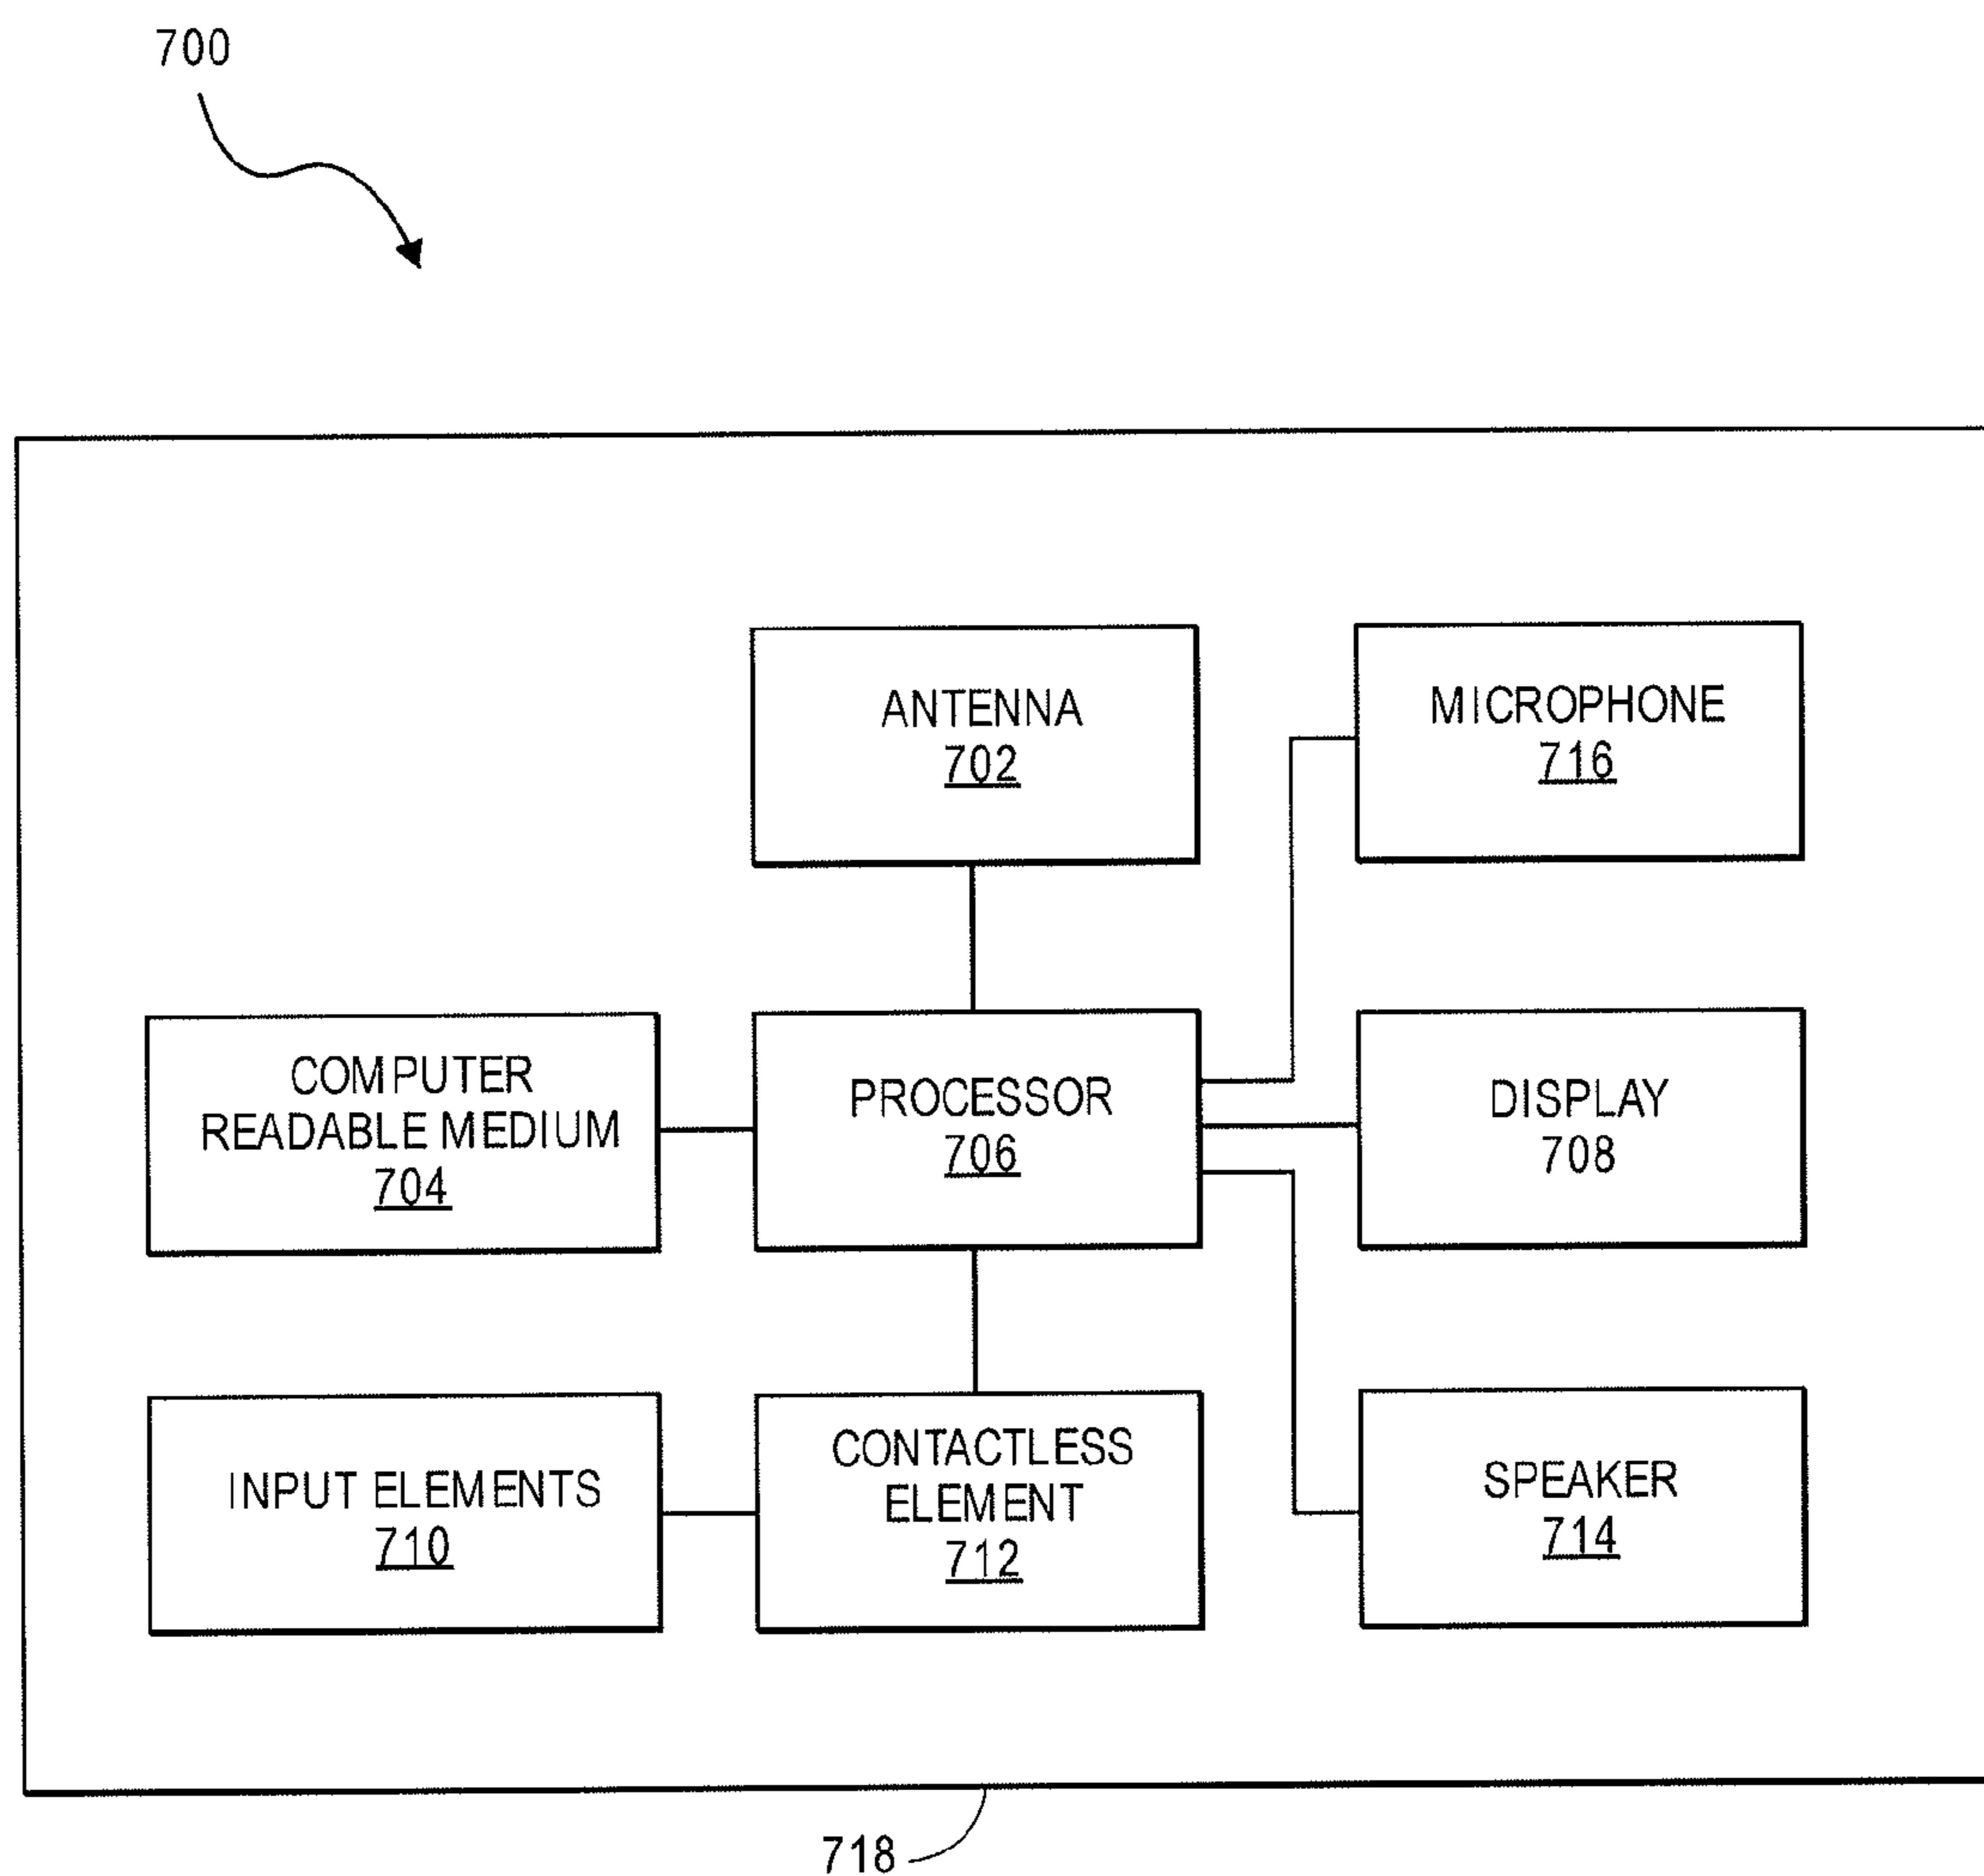 700
ANTENNA
702
MICROPHONE
716
COMPUTER
READABLE MEDIUM
704
PROCESSOR
706
DISPLAY
708
INPUT ELEMENTS
710
CONTACTLESS
ELEMENT
712
SPEAKER
714
718